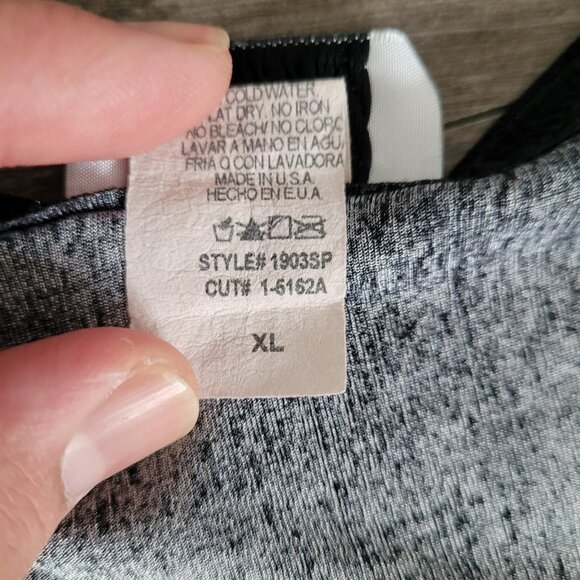 COLD WATER,
LAT DRY, NO IRON
NO BLEACH/ NO CLORO
LAVAR A MANO EN AGUA
FRIA O CON LAVADORA
MADE IN U.S.A.
HECHO EN E.U.A.
STYLE# 1903SP
CUT# 1-5162A
XL